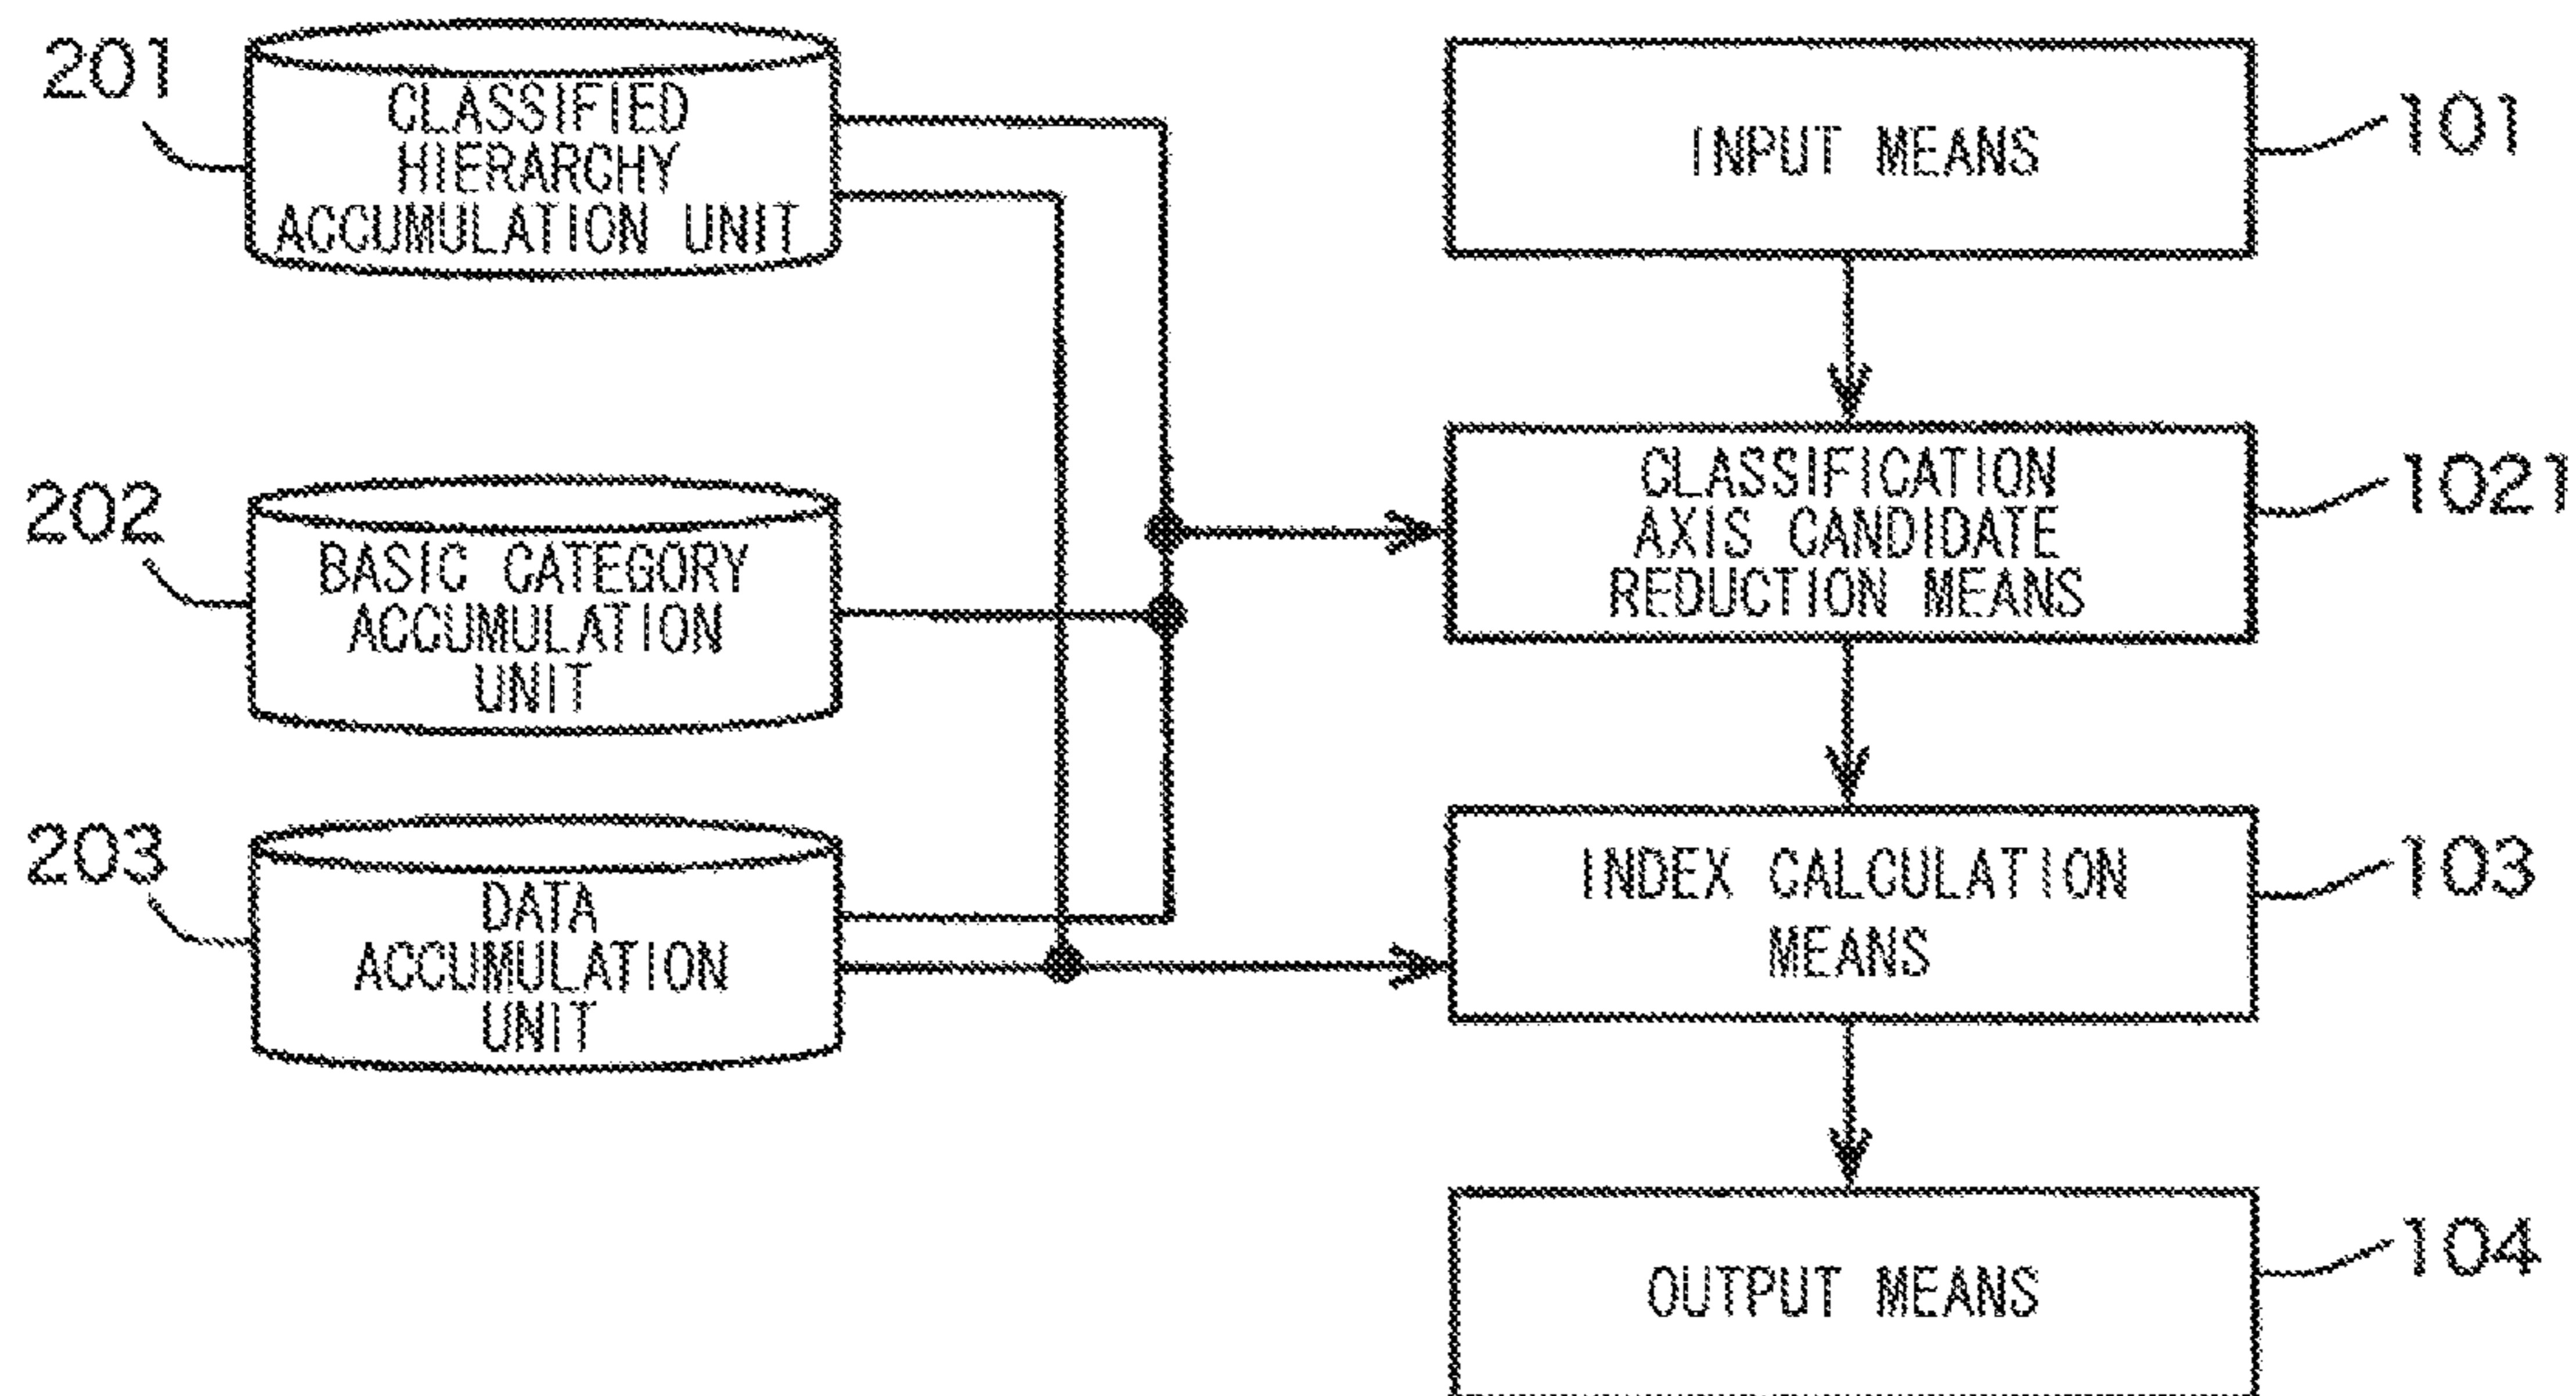 201
CLASSIFIED
HIERARCHY
ACCUMULATION UNIT
INPUT MEANS
101
202
BASIC CATEGORY
ACCUMULATION
UNIT
CLASSIFICATION
AXIS CANDIDATE
REDUCTION MEANS
1021
203
DATA
ACCUMULATION
UNIT
INDEX CALCULATION
MEANS
103
OUTPUT MEANS
104